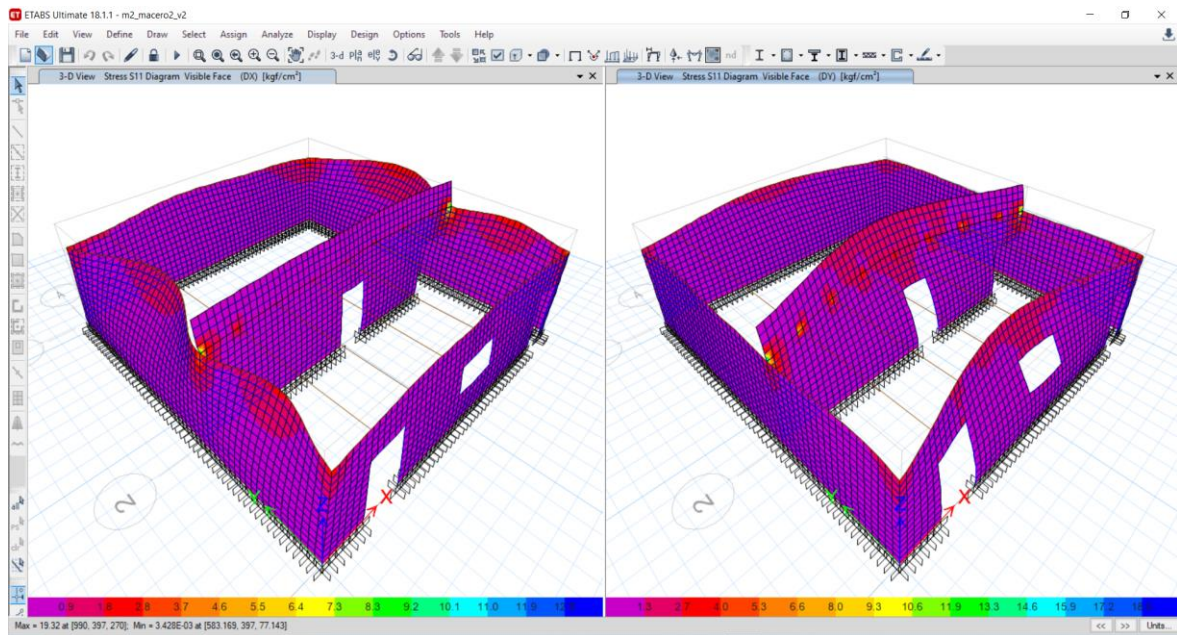 ETABS Ultimate 18.1.1 - m2_macero2_v2
File Edit View Define Draw Select Assign Analyze Display Design Options Tools Help
3-d
nd
3-D View Stress S11 Diagram Visible Face (DX) [kgf/cm²]
3-D View Stress S11 Diagram Visible Face (DY) [kgf/cm²]
2
X
Y
Z
2
X
Y
Z
0.9 1.8 2.8 3.7 4.6 5.5 6.4 7.3 8.3 9.2 10.1 11.0 11.9
1.3 2.7 4.0 5.3 6.6 8.0 9.3 10.6 11.9 13.3 14.6 15.9 17.2
Max = 19.32 at [990, 397, 270]; Min = 3.428E-03 at [583.169, 397, 77.143]
<< >> Units...